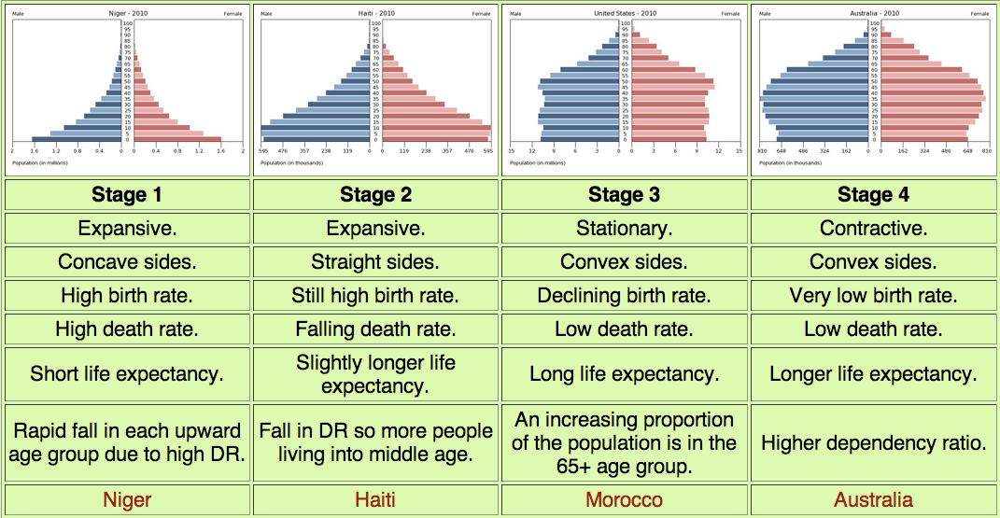 Male Niger - 2010 Female
100
95
90
85
80
75
70
65
60
55
50
45
40
35
30
25
20
15
10
5
0
2 1.6 1.2 0.8 0.4 0 0 0.4 0.8 1.2 1.6 2
Population (in millions)
Male Haiti - 2010 Female
100
95
90
85
80
75
70
65
60
55
50
45
40
35
30
25
20
15
10
5
0
595 476 357 238 119 0 0 119 238 357 476 595
Population (in thousands)
Male United States - 2010 Female
100
95
90
85
80
75
70
65
60
55
50
45
40
35
30
25
20
15
10
5
0
15 12 9 6 3 0 0 3 6 9 12 15
Population (in millions)
Male Australia - 2010 Female
100
95
90
85
80
75
70
65
60
55
50
45
40
35
30
25
20
15
10
5
0
810 648 486 324 162 0 0 162 324 486 648 810
Population (in thousands)
Stage 1 Stage 2 Stage 3 Stage 4
Expansive. Expansive. Stationary. Contractive.
Concave sides. Straight sides. Convex sides. Convex sides.
High birth rate. Still high birth rate. Declining birth rate. Very low birth rate.
High death rate. Falling death rate. Low death rate. Low death rate.
Short life expectancy.
Slightly longer life
expectancy.
Long life expectancy.
Longer life expectancy.
Rapid fall in each upward
age group due to high DR.
Fall in DR so more people
living into middle age.
An increasing proportion
of the population is in the
65+ age group.
Higher dependency ratio.
Niger Haiti Morocco Australia